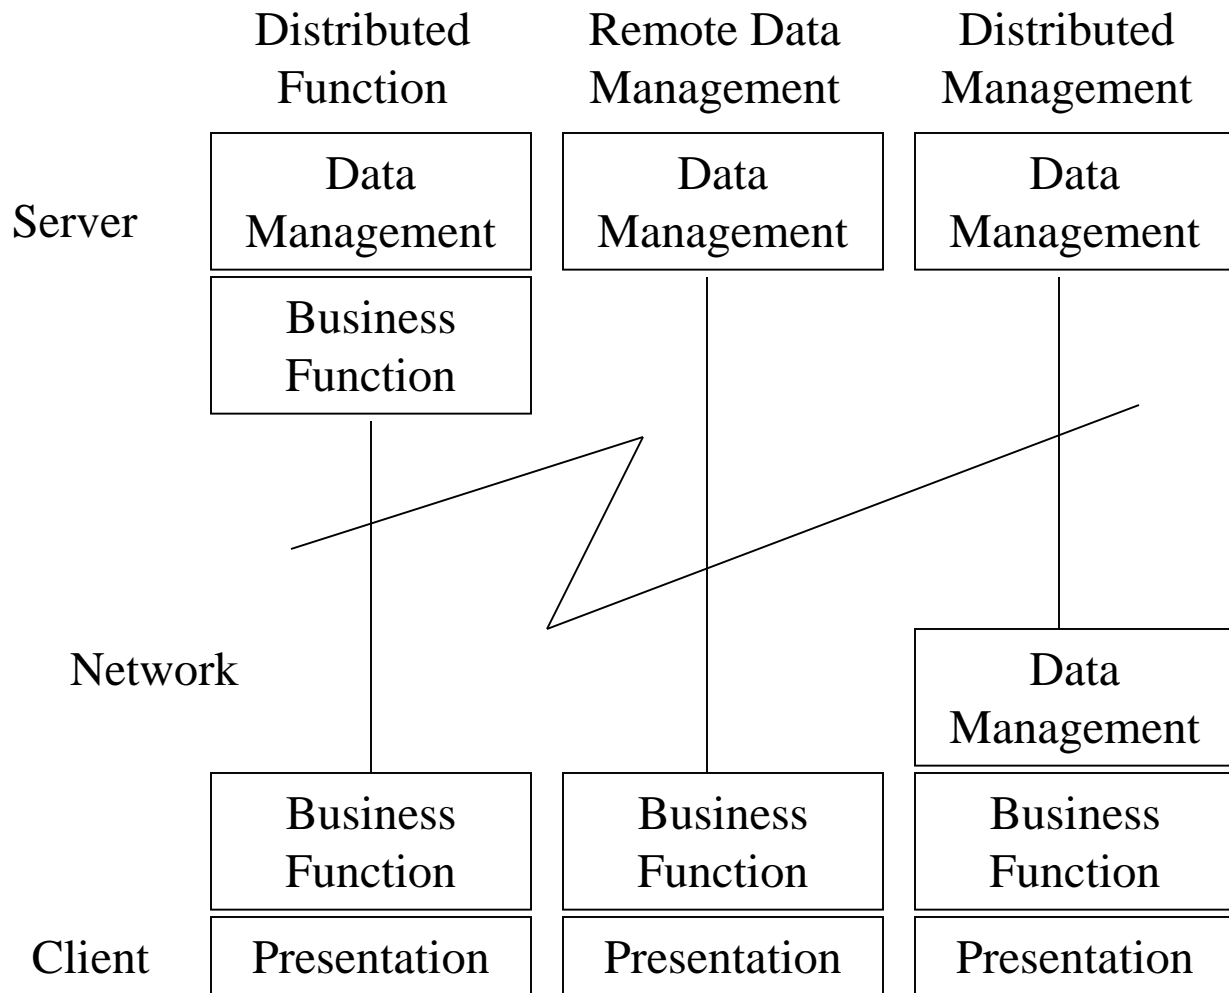 Distributed
Function
Remote Data
Management
Distributed
Management
Server
Data
Management
Data
Management
Data
Management
Business
Function
Network
Data
Management
Business
Function
Business
Function
Business
Function
Client
Presentation
Presentation
Presentation